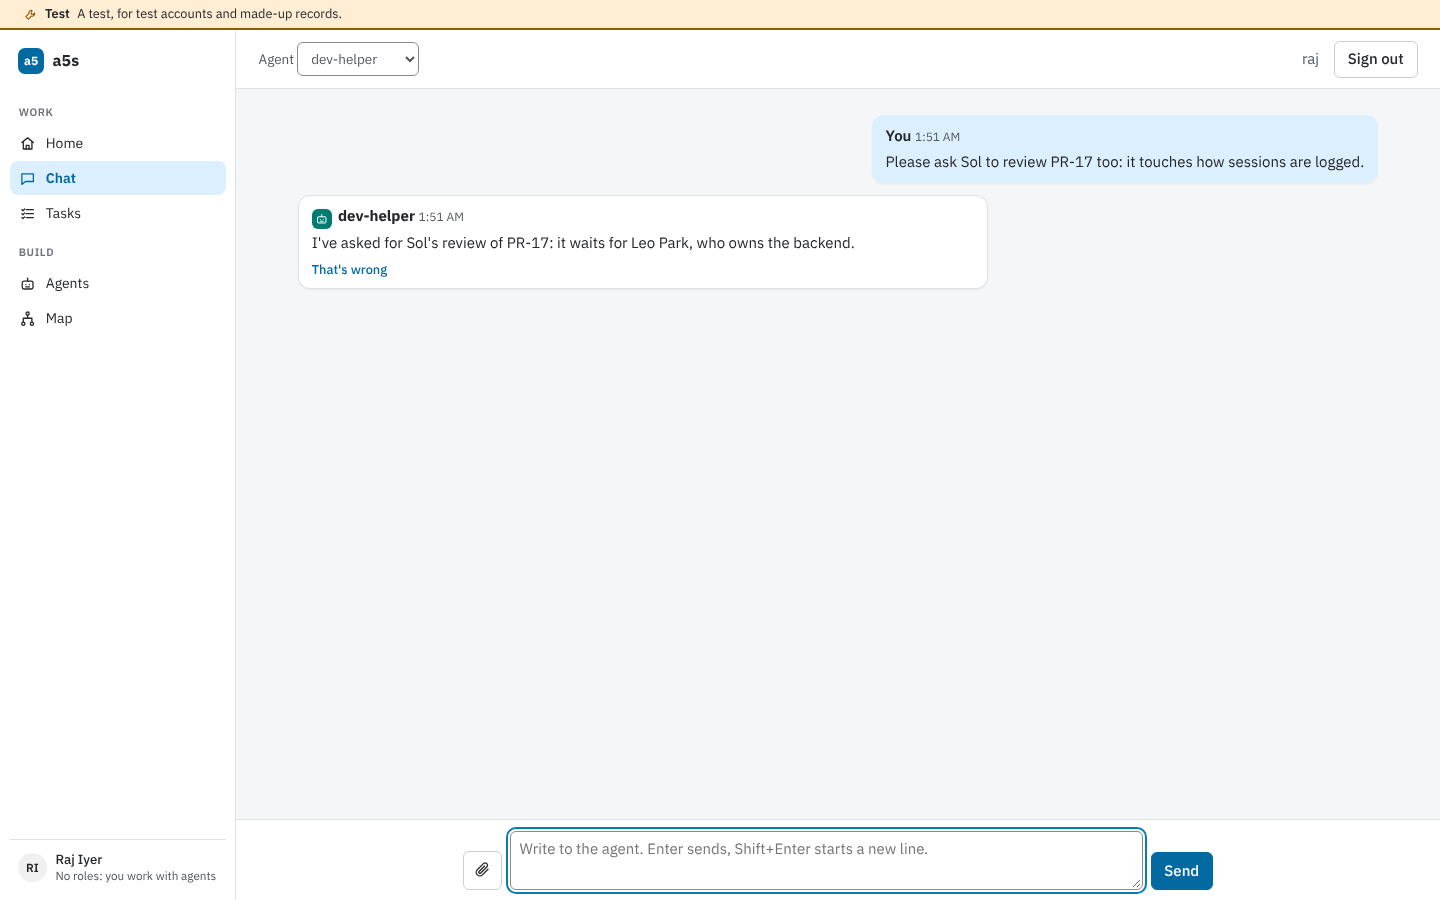 Test A test, for test accounts and made-up records.
a5 a5s
WORK
Home
Chat
Tasks
BUILD
Agents
Map
RI Raj Iyer
No roles: you work with agents
Agent dev-helper
raj Sign out
You 1:51 AM
Please ask Sol to review PR-17 too: it touches how sessions are logged.
dev-helper 1:51 AM
I've asked for Sol's review of PR-17: it waits for Leo Park, who owns the backend.
That's wrong
Write to the agent. Enter sends, Shift+Enter starts a new line.
Send